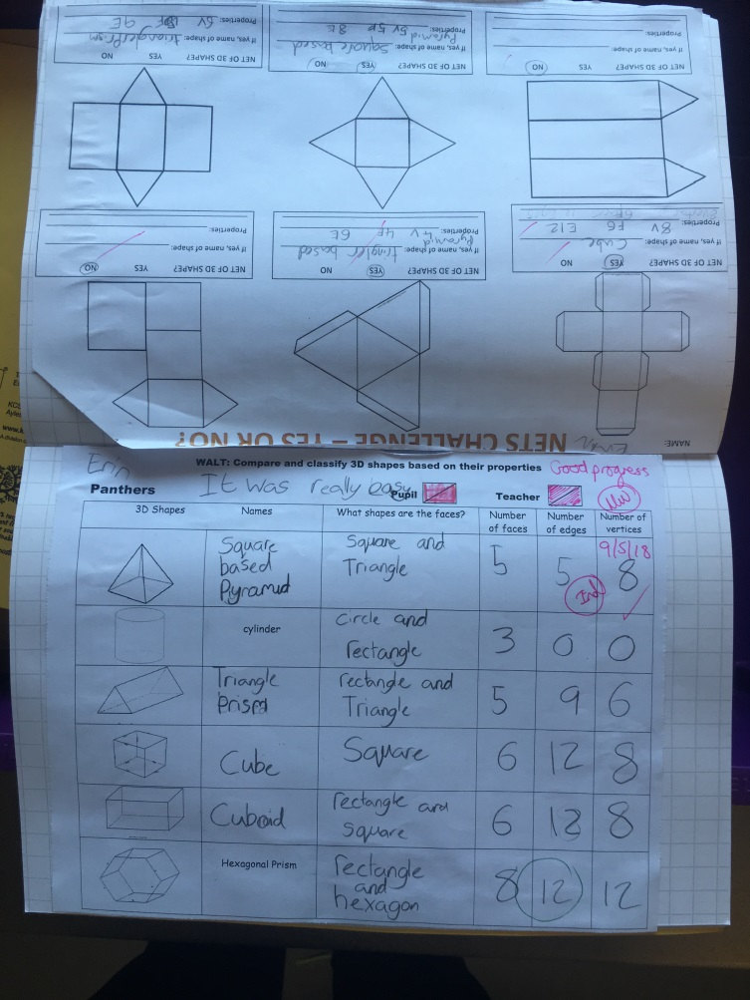 NAME: Erin
NETS CHALLENGE – YES OR NO?
NET OF 3D SHAPE? YES NO
If yes, name of shape: Cube
Properties:
8V F6 E12
NET OF 3D SHAPE? YES NO
If yes, name of shape: tringler based
Pyramid
Properties: 4V 4F 6E
NET OF 3D SHAPE? YES NO
If yes, name of shape:
Properties:
NET OF 3D SHAPE? YES NO
If yes, name of shape:
Properties:
NET OF 3D SHAPE? YES NO
If yes, name of shape: Square based
Pyramid
Properties: 5V 5F 8E
NET OF 3D SHAPE? YES NO
If yes, name of shape: triangle Prism
Properties:
6V 9E
Erin
WALT: Compare and classify 3D shapes based on their properties
Good progress
Panthers
It was really easy
Pupil
Teacher
MW
3D Shapes
Names
What shapes are the faces?
Number
of faces
Number
of edges
Number of
vertices
9/5/18
Square
based
Pyramid
Square and
Triangle
5
5
8
Ind
cylinder
Circle and
rectangle
3
0
0
Triangle
Prism
rectangle and
Triangle
5
9
6
Cube
Square
6
12
8
Cuboid
rectangle and
square
6
12
8
Hexagonal Prism
rectangle
and
hexagon
8
12
12